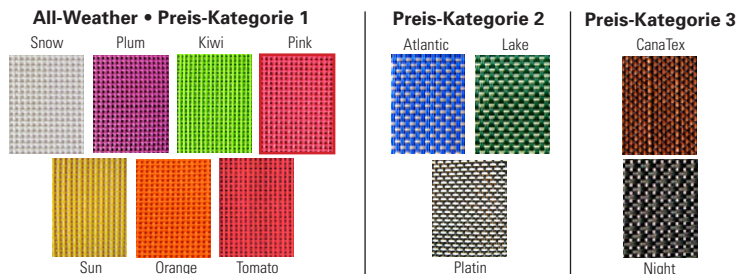 All-Weather • Preis-Kategorie 1
Snow Plum Kiwi Pink
Sun Orange Tomato
Preis-Kategorie 2
Atlantic Lake
Platin
Preis-Kategorie 3
CanaTex
Night